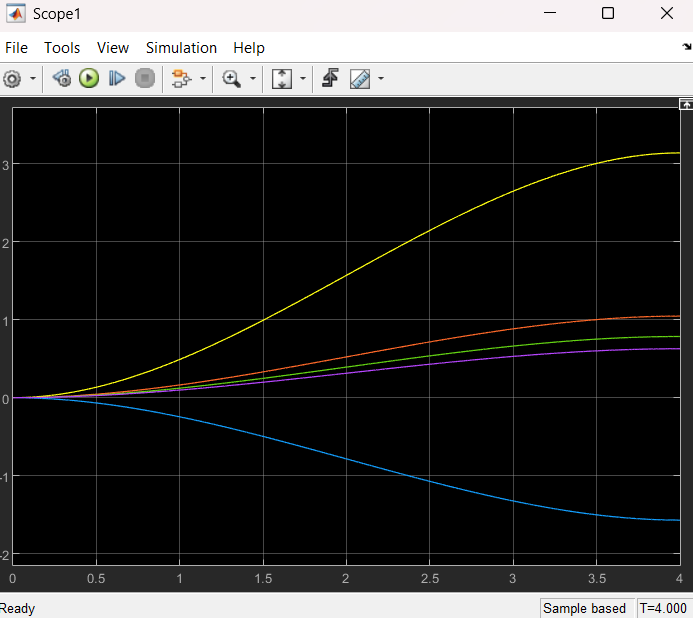 Scope1
File Tools View Simulation Help
3
2
1
0
-1
-2
0 0.5 1 1.5 2 2.5 3 3.5 4
Ready Sample based T=4.000